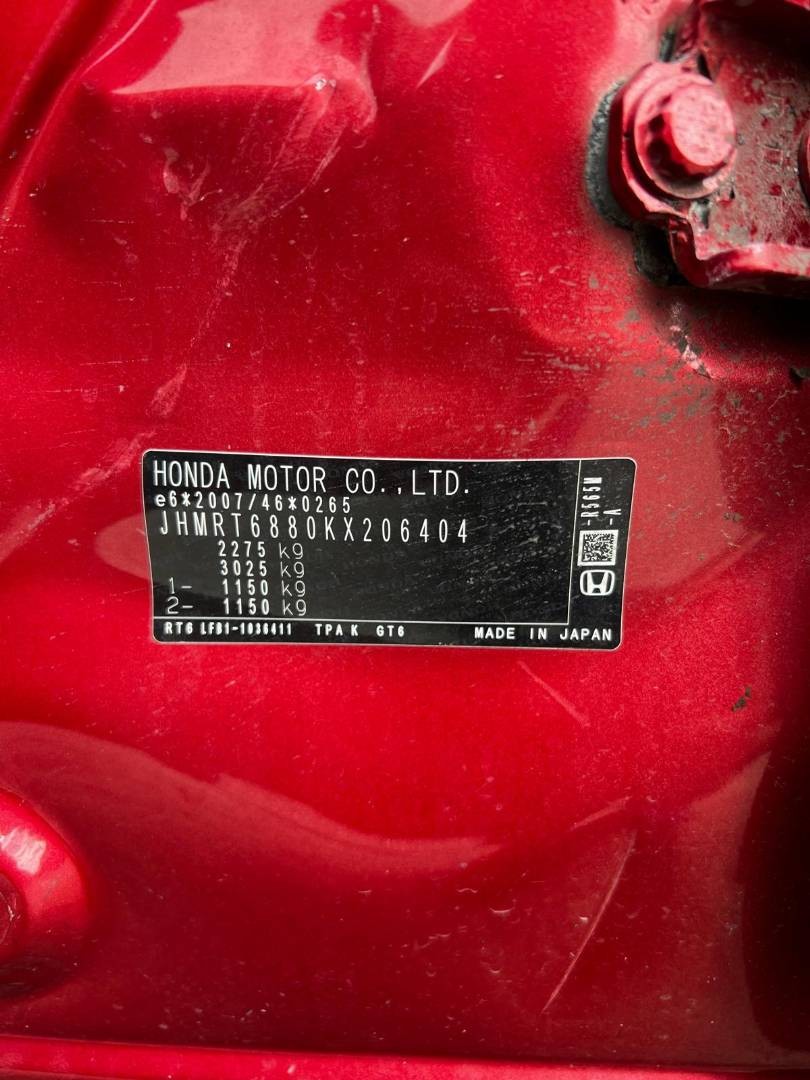 HONDA MOTOR CO.,LTD.
e6*2007/46*0265
JHMRT6880KX206404
2275 kg
3025 kg
1- 1150 kg
2- 1150 kg
RT6 LFB1-1036411 TPA K GT6 MADE IN JAPAN
-R565M
-A